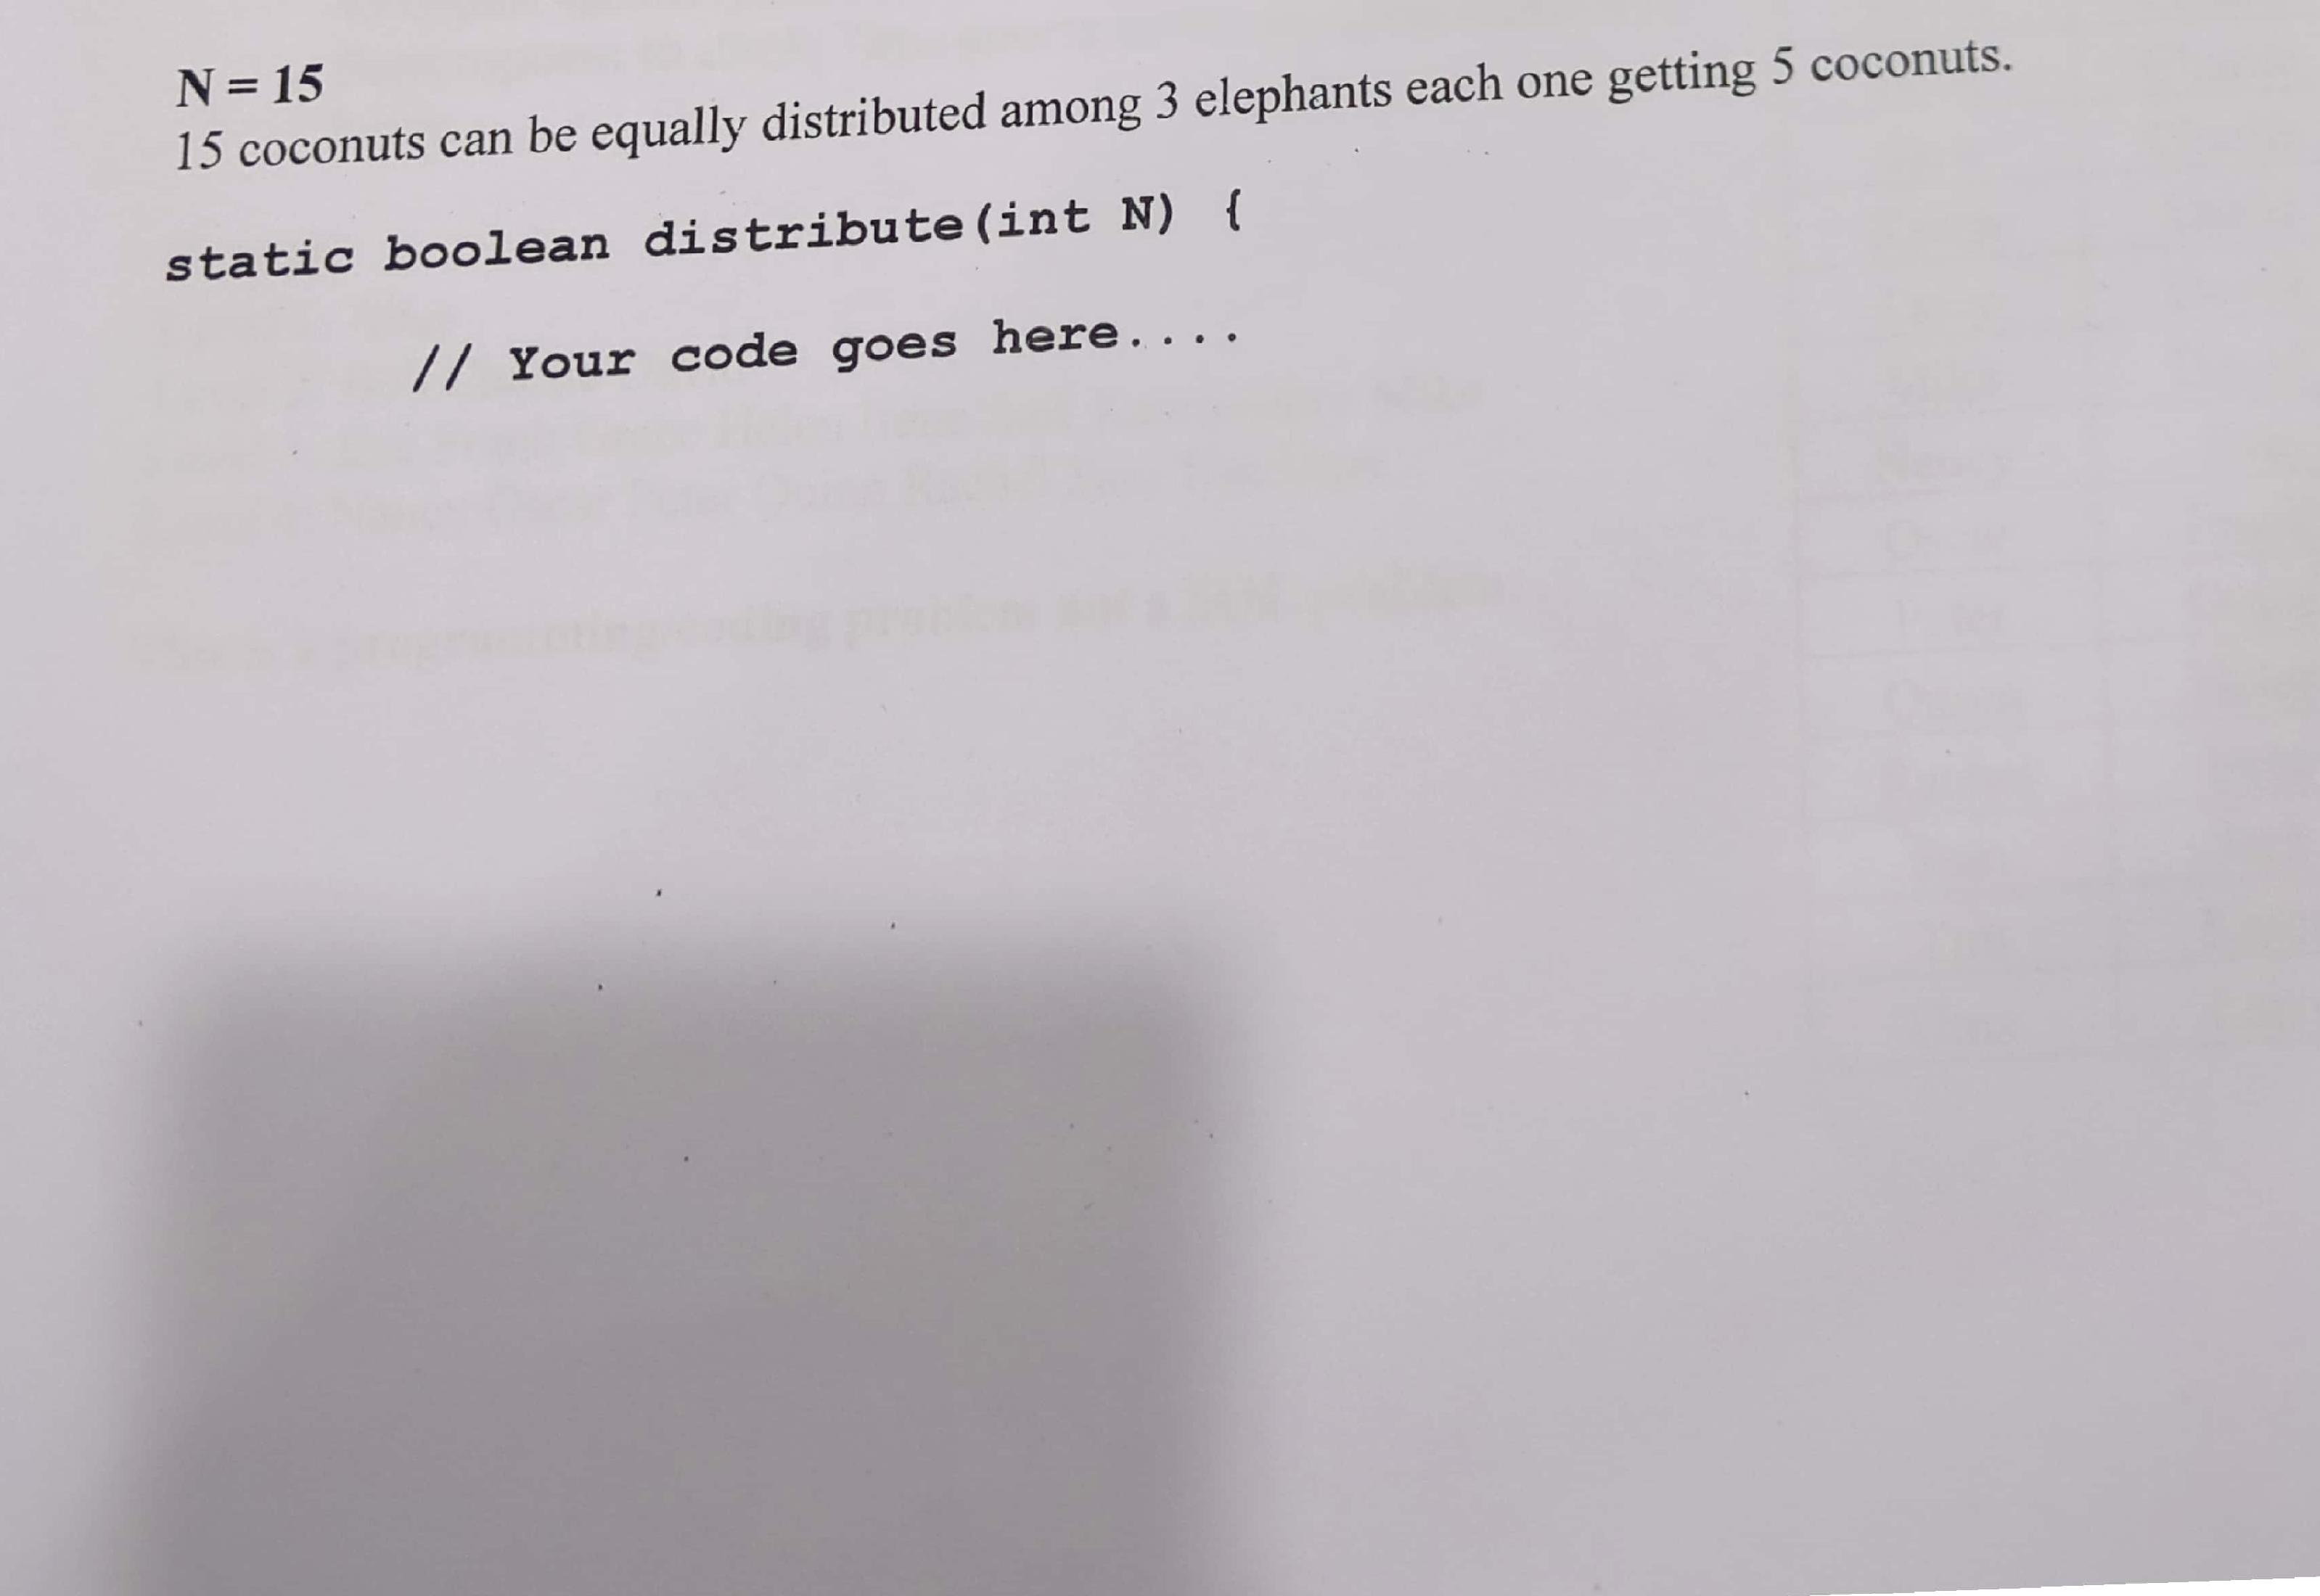 N = 15
15 coconuts can be equally distributed among 3 elephants each one getting 5 coconuts.
static boolean distribute(int N) {
// Your code goes here....